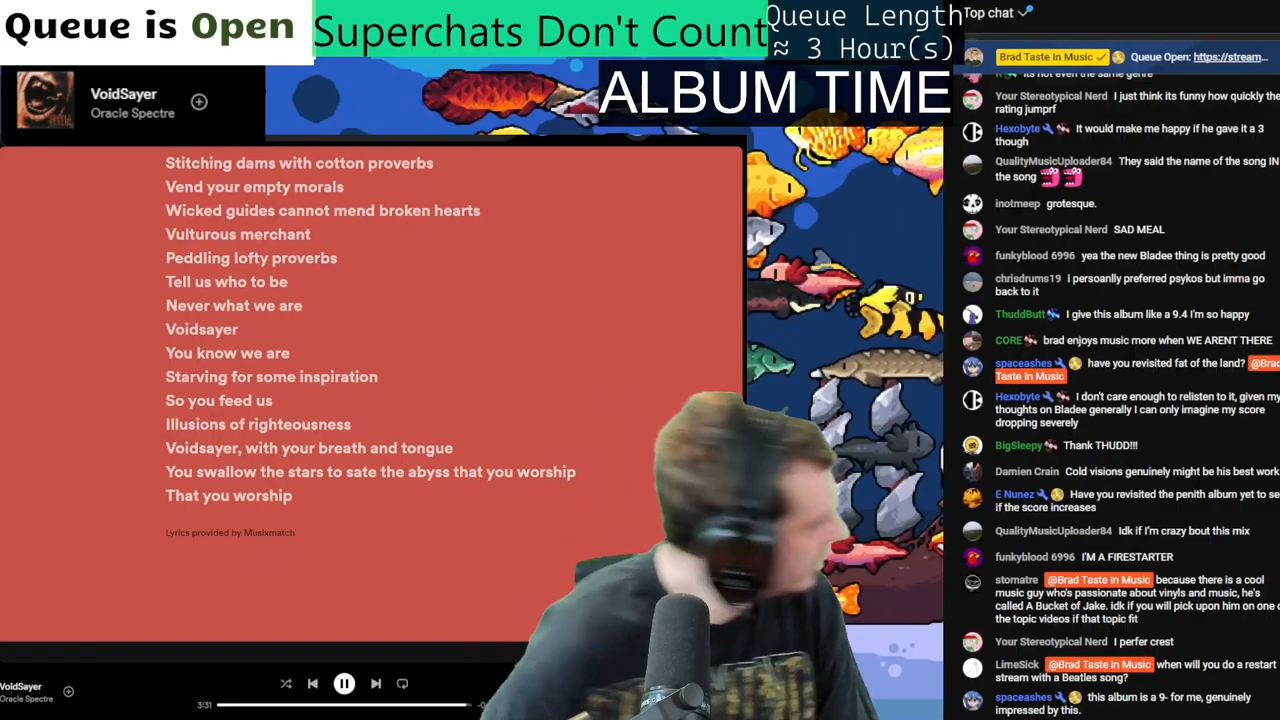 Queue is Open
Superchats Don't Count
Queue Length
≈ 3 Hour(s)
ALBUM TIME
VoidSayer
Oracle Spectre
Stitching dams with cotton proverbs
Vend your empty morals
Wicked guides cannot mend broken hearts
Vulturous merchant
Peddling lofty proverbs
Tell us who to be
Never what we are
Voidsayer
You know we are
Starving for some inspiration
So you feed us
Illusions of righteousness
Voidsayer, with your breath and tongue
You swallow the stars to sate the abyss that you worship
That you worship
Lyrics provided by Musixmatch
VoidSayer
Oracle Spectre
3:31
Top chat
Brad Taste In Music Queue Open: https://stream...
its not even the same genre
Your Stereotypical Nerd I just think its funny how quickly the
rating jumprf
Hexobyte It would make me happy if he gave it a 3
though
QualityMusicUploader84 They said the name of the song IN
the song
inotmeep grotesque.
Your Stereotypical Nerd SAD MEAL
funkyblood 6996 yea the new Bladee thing is pretty good
chrisdrums19 i persoanlly preferred psykos but imma go
back to it
ThuddButt I give this album like a 9.4 I'm so happy
CORE brad enjoys music more when WE ARENT THERE
spaceashes have you revisited fat of the land? @Brad
Taste In Music
Hexobyte I don't care enough to relisten to it, given my
thoughts on Bladee generally I can only imagine my score
dropping severely
BigSleepy Thank THUDD!!!
Damien Crain Cold visions genuinely might be his best work
E Nunez Have you revisited the penith album yet to see
if the score increases
QualityMusicUploader84 Idk if I'm crazy bout this mix
funkyblood 6996 I'M A FIRESTARTER
stomatre @Brad Taste In Music because there is a cool
music guy who's passionate about vinyls and music, he's
called A Bucket of Jake. idk if you will pick upon him on one of
the topic videos if that topic fit
Your Stereotypical Nerd I perfer crest
LimeSick @Brad Taste in Music when will you do a restart
stream with a Beatles song?
spaceashes this album is a 9- for me, genuinely
impressed by this.